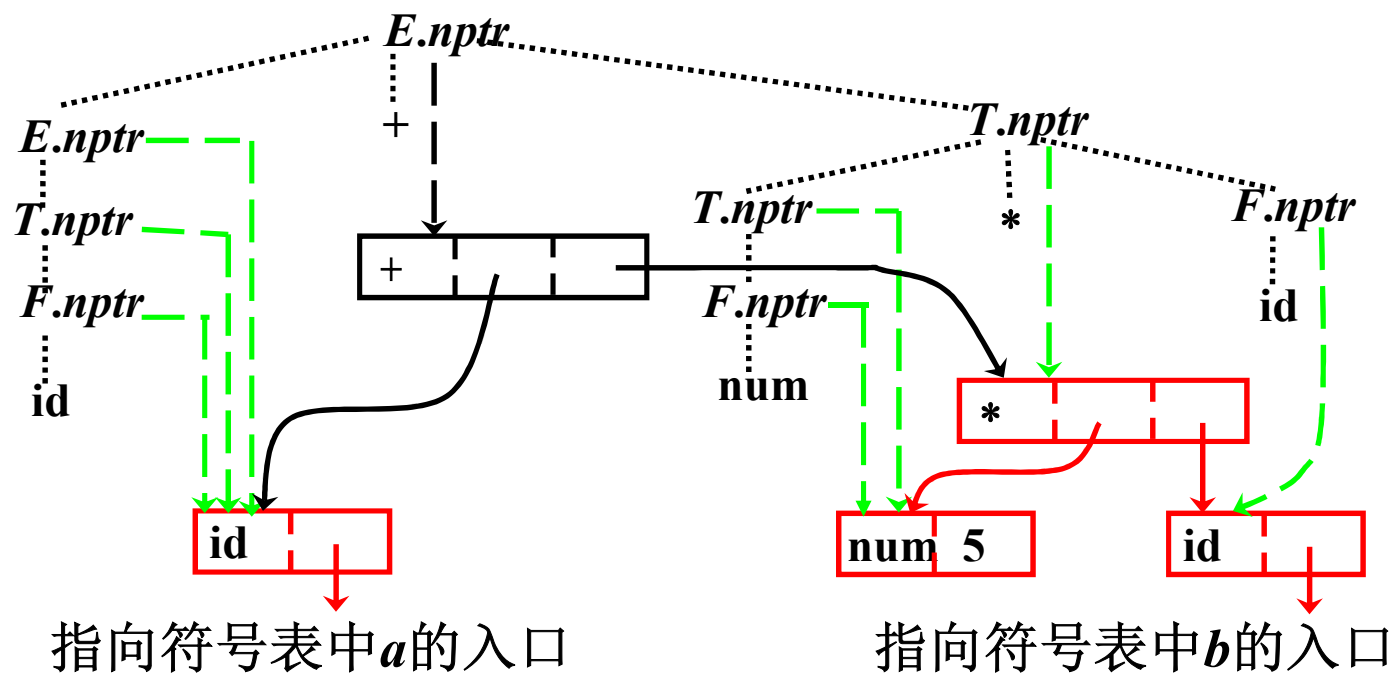 E.nptr
+
T.nptr
E.nptr
T.nptr
*
F.nptr
T.nptr
+
F.nptr
F.nptr
id
id
num
*
id
num 5
id
指向符号表中a的入口
指向符号表中b的入口